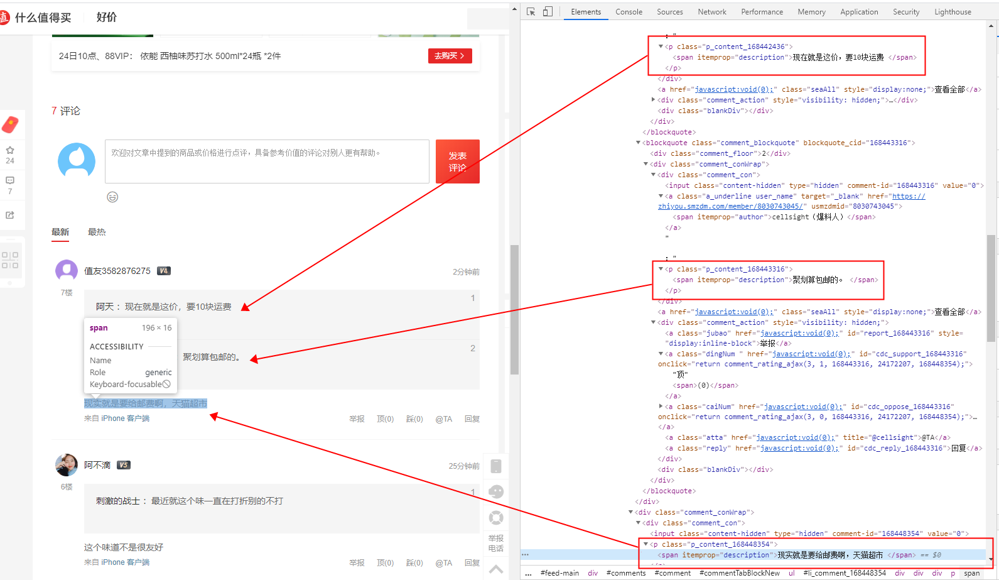 值 什么值得买 好价
24日10点、88VIP： 依能 西柚味苏打水 500ml*24瓶 *2件
去购买 >
7 评论
24
7
欢迎对文章中提到的商品或价格进行点评，具备参考价值的评论对别人更有帮助。
发表
评论
最新 最热
值友3582876275 V4 2分钟前
7楼
阿天： 现在就是这价，要10块运费 1
span 196 × 16
ACCESSIBILITY
Name
Role generic
Keyboard-focusable
聚划算包邮的。 2
现实就是要给邮费啊，天猫超市
来自 iPhone 客户端 举报 顶(0) 踩(0) @TA 回复
阿不滴 V5 25分钟前
6楼
刺激的战士： 最近就这个味一直在打折别的不打 1
这个味道不是很友好
来自 iPhone 客户端 举报 顶(0) 踩(0) @TA 回复
举报
电话
Elements Console Sources Network Performance Memory Application Security Lighthouse
: "
▼<p class="p_content_168442436">
<span itemprop="description">现在就是这价，要10块运费 </span>
</p>
</div>
<a href="javascript:void(0);" class="seaAll" style="display:none;">查看全部</a>
▶<div class="comment_action" style="visibility: hidden;">…</div>
<div class="blankDiv"></div>
</div>
</blockquote>
▼<blockquote class="comment_blockquote" blockquote_cid="168443316">
<div class="comment_floor">2</div>
▼<div class="comment_conWrap">
▼<div class="comment_con">
<input class="content-hidden" type="hidden" comment-id="168443316" value="0">
▼<a class="a_underline user_name" target="_blank" href="https://
zhiyou.smzdm.com/member/8030743045/" usmzdmid="8030743045">
<span itemprop="author">cellsight（爆料人）</span>
</a>
"
: "
▼<p class="p_content_168443316">
<span itemprop="description">聚划算包邮的。 </span>
</p>
</div>
<a href="javascript:void(0);" class="seaAll" style="display:none;">查看全部</a>
▼<div class="comment_action" style="visibility: hidden;">
<a class="jubao" href="javascript:void(0);" id="report_168443316" style=
"display:inline-block">举报</a>
▼<a class="dingNum " href="javascript:void(0);" id="cdc_support_168443316"
onclick="return comment_rating_ajax(3, 1, 168443316, 24172207, 168448354);">
"顶"
<span>(0)</span>
</a>
▶<a class="caiNum" href="javascript:void(0);" id="cdc_oppose_168443316"
onclick="return comment_rating_ajax(3, 0, 168443316, 24172207, 168448354);">…
</a>
<a class="atta" href="javascript:void(0);" title="@cellsight">@TA</a>
<a class="reply" href="javascript:void(0);" id="cdc_reply_168443316">回复</a>
</div>
<div class="blankDiv"></div>
</div>
</blockquote>
</div>
▼<div class="comment_conWrap">
▼<div class="comment_con">
<input class="content-hidden" type="hidden" comment-id="168448354" value="0">
▼<p class="p_content_168448354">
… <span itemprop="description">现实就是要给邮费啊，天猫超市 </span> == $0
… #feed-main div #comments #comment #commentTabBlockNew ul #li_comment_168448354 div div div p span